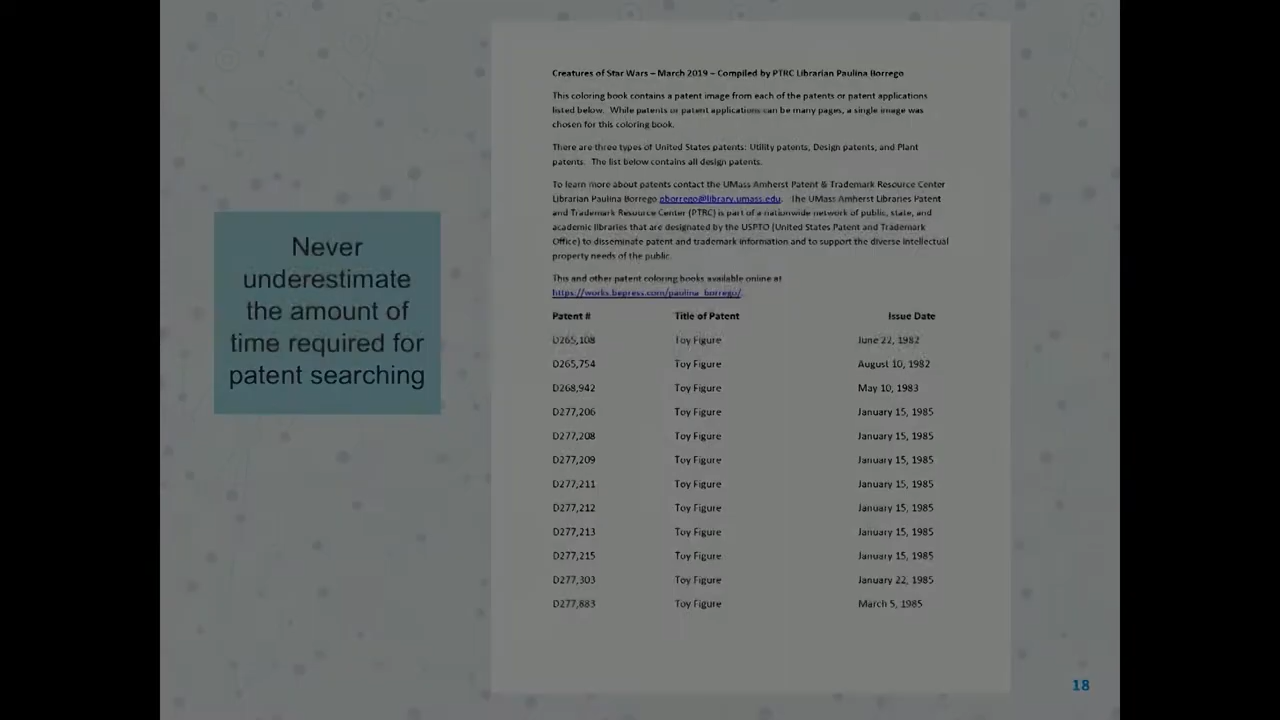 Never
underestimate
the amount of
time required for
patent searching
Creatures of Star Wars – March 2019 – Compiled by PTRC Librarian Paulina Borrego
This coloring book contains a patent image from each of the patents or patent applications
listed below. While patents or patent applications can be many pages, a single image was
chosen for this coloring book.
There are three types of United States patents: Utility patents, Design patents, and Plant
patents. The list below contains all design patents.
To learn more about patents contact the UMass Amherst Patent & Trademark Resource Center
Librarian Paulina Borrego pborrego@library.umass.edu. The UMass Amherst Libraries Patent
and Trademark Resource Center (PTRC) is part of a nationwide network of public, state, and
academic libraries that are designated by the USPTO (United States Patent and Trademark
Office) to disseminate patent and trademark information and to support the diverse intellectual
property needs of the public.
This and other patent coloring books available online at
https://works.bepress.com/paulina_borrego/.
Patent # Title of Patent Issue Date
D265,108 Toy Figure June 22, 1982
D265,754 Toy Figure August 10, 1982
D268,942 Toy Figure May 10, 1983
D277,206 Toy Figure January 15, 1985
D277,208 Toy Figure January 15, 1985
D277,209 Toy Figure January 15, 1985
D277,211 Toy Figure January 15, 1985
D277,212 Toy Figure January 15, 1985
D277,213 Toy Figure January 15, 1985
D277,215 Toy Figure January 15, 1985
D277,303 Toy Figure January 22, 1985
D277,883 Toy Figure March 5, 1985
18